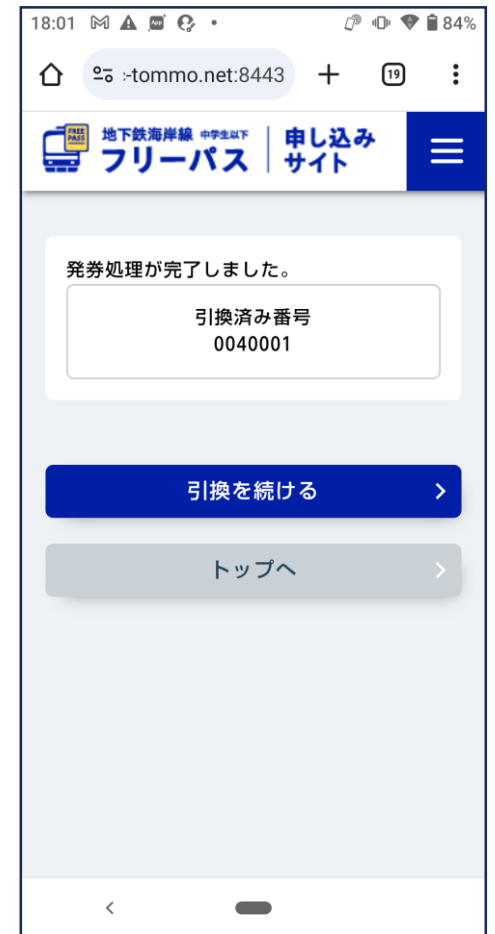 18:01 84%
:-tommo.net:8443 19
FREE PASS
地下鉄海岸線 中学生以下
フリーパス
申し込み
サイト
発券処理が完了しました。
引換済み番号
0040001
引換を続ける
トップへ